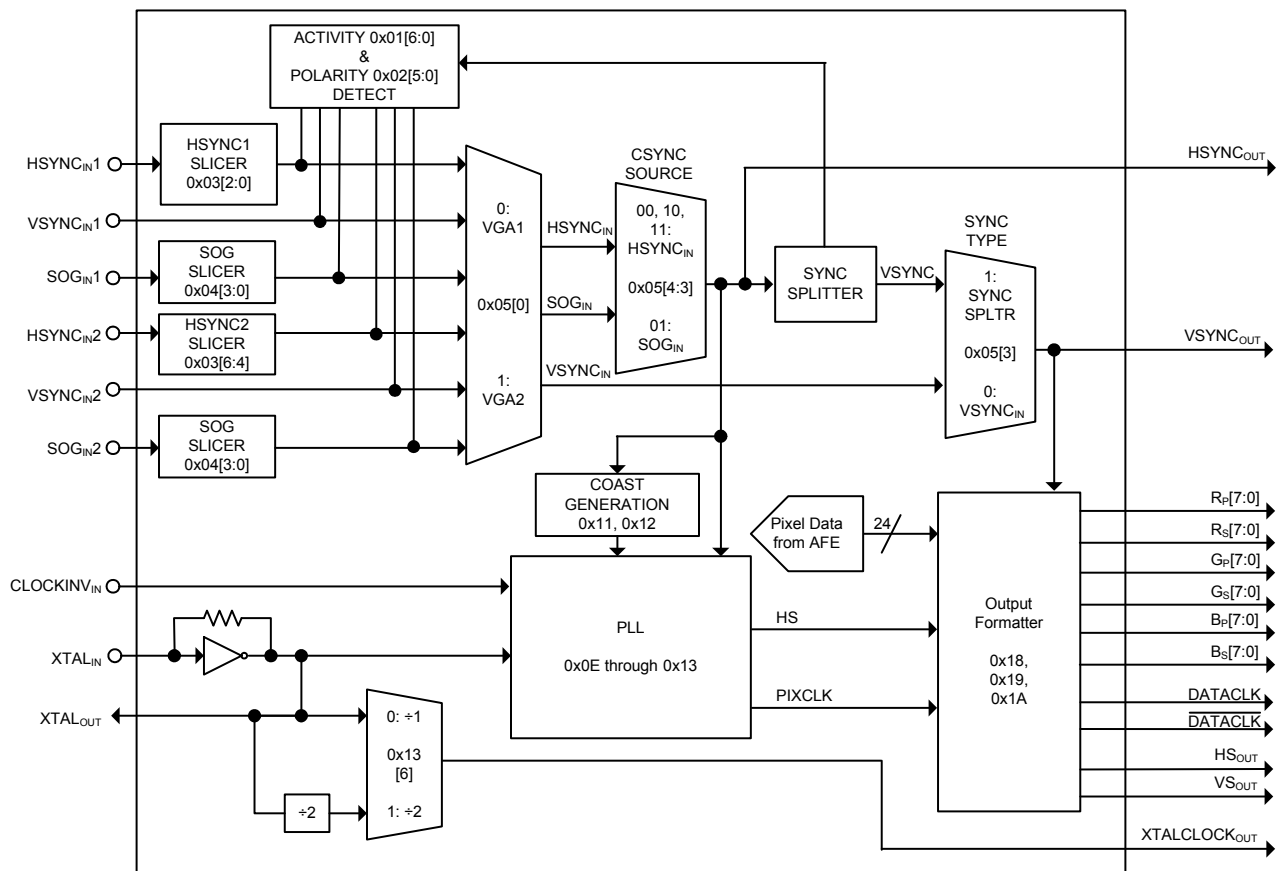 ACTIVITY 0x01[6:0]
&
POLARITY 0x02[5:0]
DETECT
HSYNCIN1
HSYNC1
SLICER
0x03[2:0]
VSYNCIN1
SOGIN1
SOG
SLICER
0x04[3:0]
HSYNCIN2
HSYNC2
SLICER
0x03[6:4]
VSYNCIN2
SOGIN2
SOG
SLICER
0x04[3:0]
0:
VGA1
0x05[0]
1:
VGA2
HSYNCIN
SOGIN
VSYNCIN
CSYNC
SOURCE
00, 10,
11:
HSYNCIN
0x05[4:3]
01:
SOGIN
SYNC
SPLITTER
VSYNC
SYNC
TYPE
1:
SYNC
SPLTR
0x05[3]
0:
VSYNCIN
HSYNCOUT
VSYNCOUT
COAST
GENERATION
0x11, 0x12
Pixel Data
from AFE
24
CLOCKINVIN
XTALIN
XTALOUT
PLL
0x0E through 0x13
HS
PIXCLK
0: ÷1
0x13
[6]
1: ÷2
÷2
Output
Formatter
0x18,
0x19,
0x1A
RP[7:0]
RS[7:0]
GP[7:0]
GS[7:0]
BP[7:0]
BS[7:0]
DATACLK
DATACLK
HSOUT
VSOUT
XTALCLOCKOUT